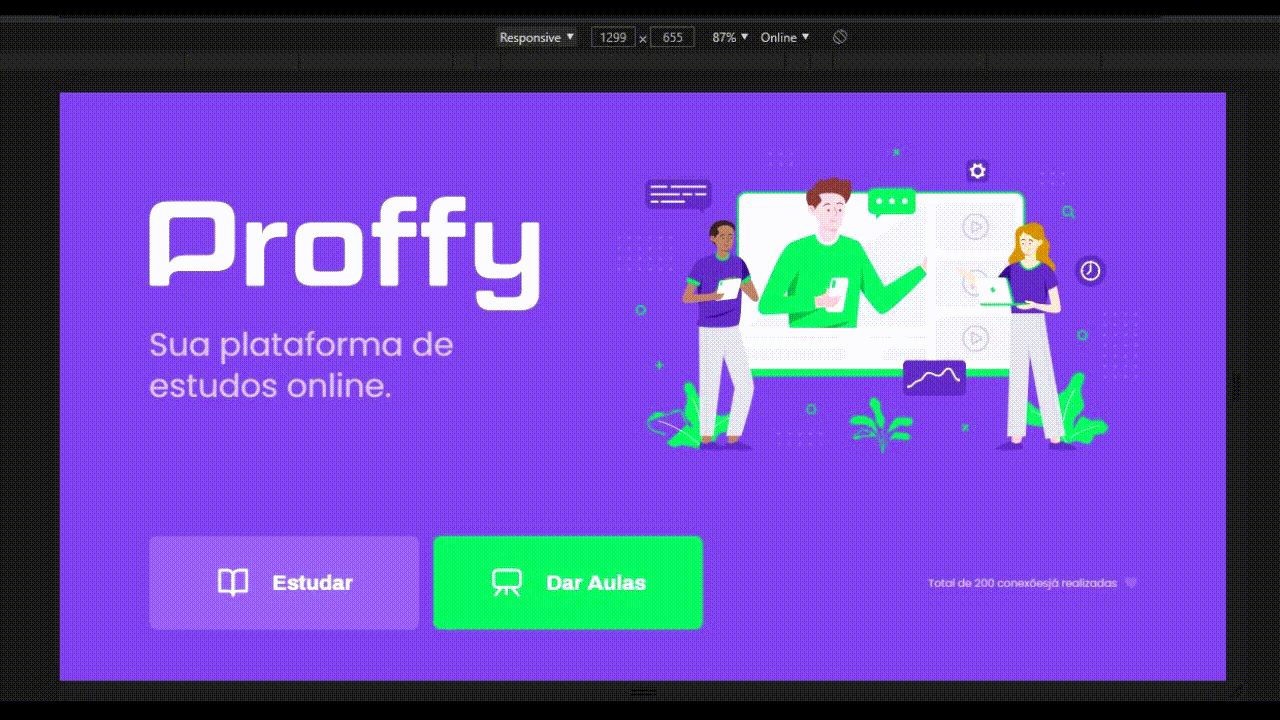 Responsive ▼ 1299 × 655 87% ▼ Online ▼
Proffy
Sua plataforma de
estudos online.
Estudar
Dar Aulas
Total de 200 conexõesjá realizadas